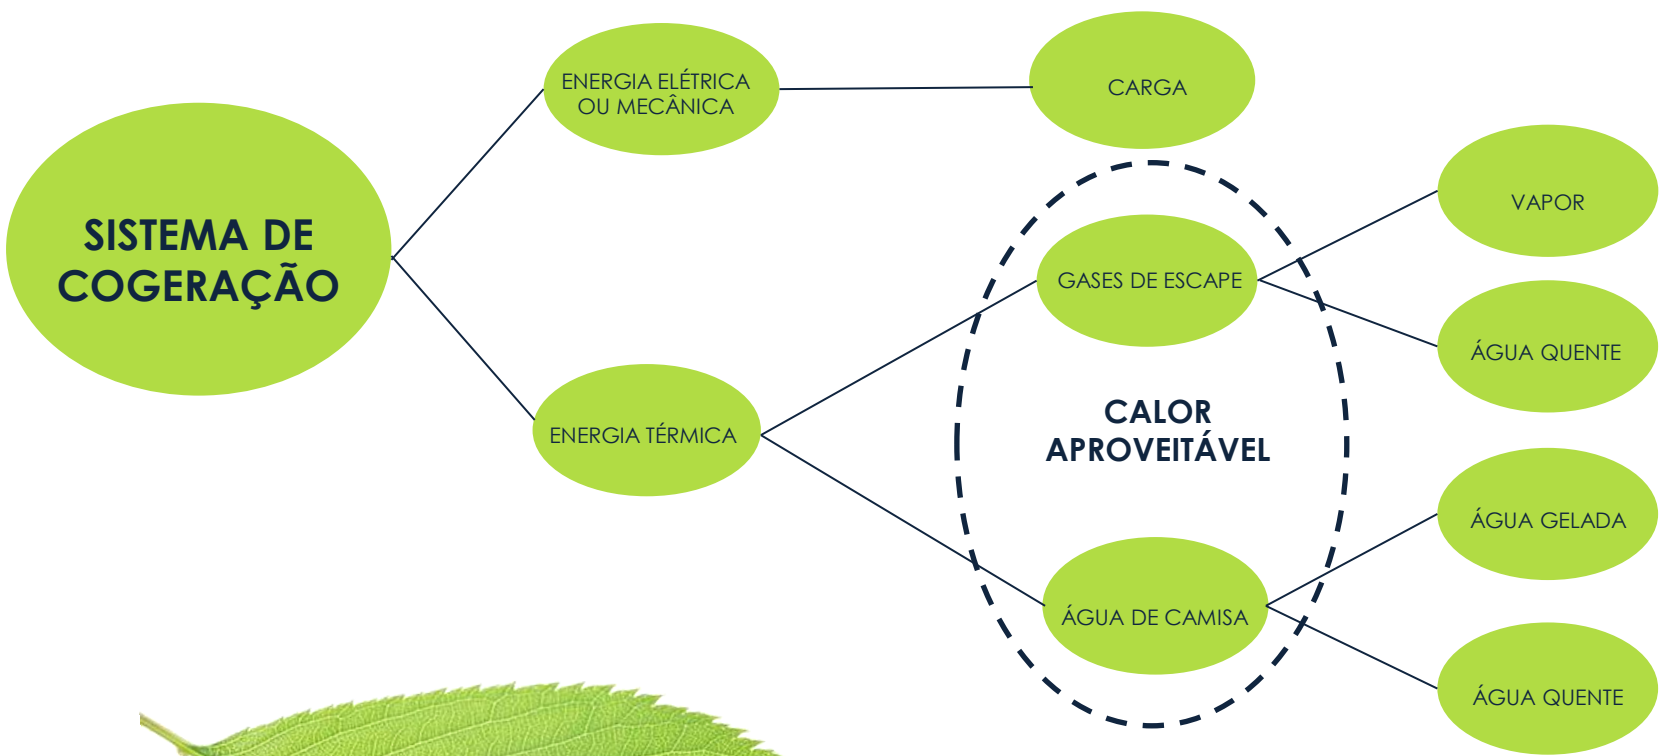 SISTEMA DE
COGERAÇÃO
ENERGIA ELÉTRICA
OU MECÂNICA
CARGA
ENERGIA TÉRMICA
GASES DE ESCAPE
CALOR
APROVEITÁVEL
ÁGUA DE CAMISA
VAPOR
ÁGUA QUENTE
ÁGUA GELADA
ÁGUA QUENTE